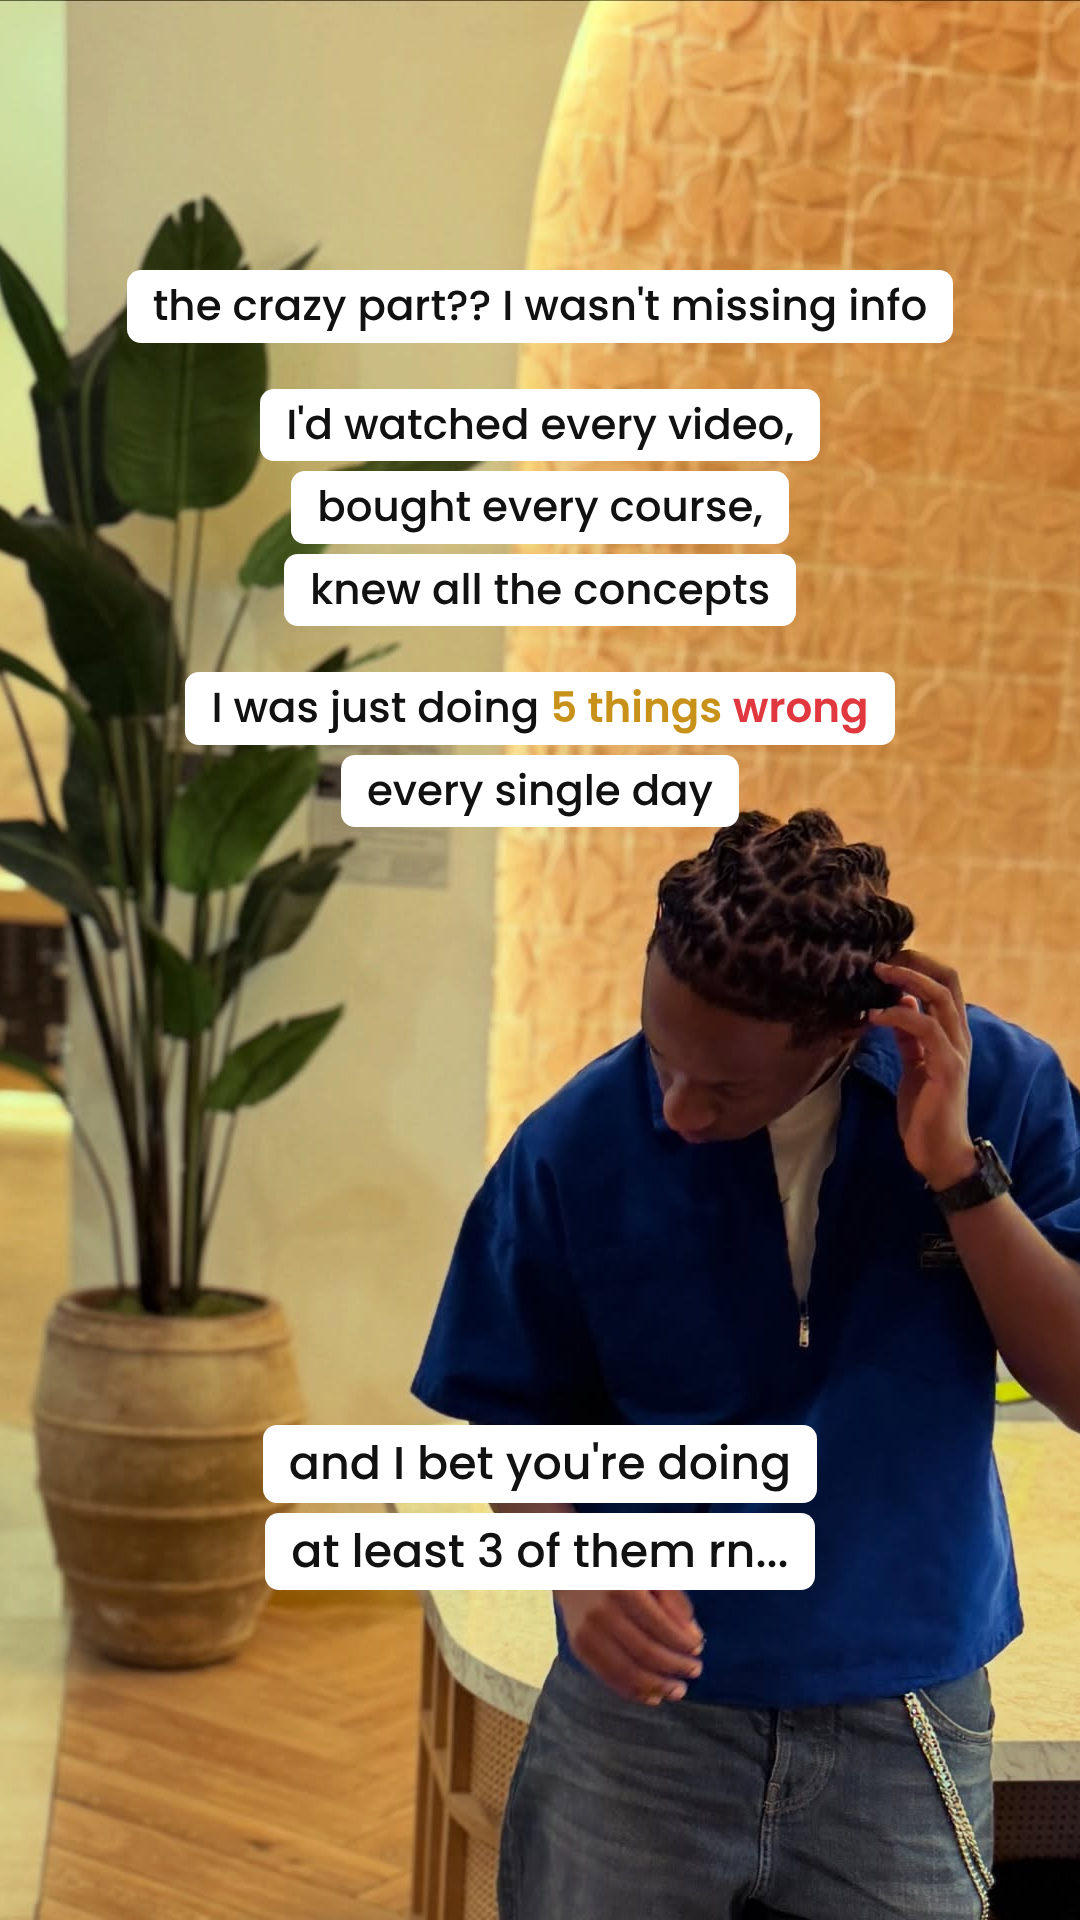 the crazy part?? I wasn't missing info
I'd watched every video,
bought every course,
knew all the concepts
I was just doing 5 things wrong
every single day
and I bet you're doing
at least 3 of them rn...